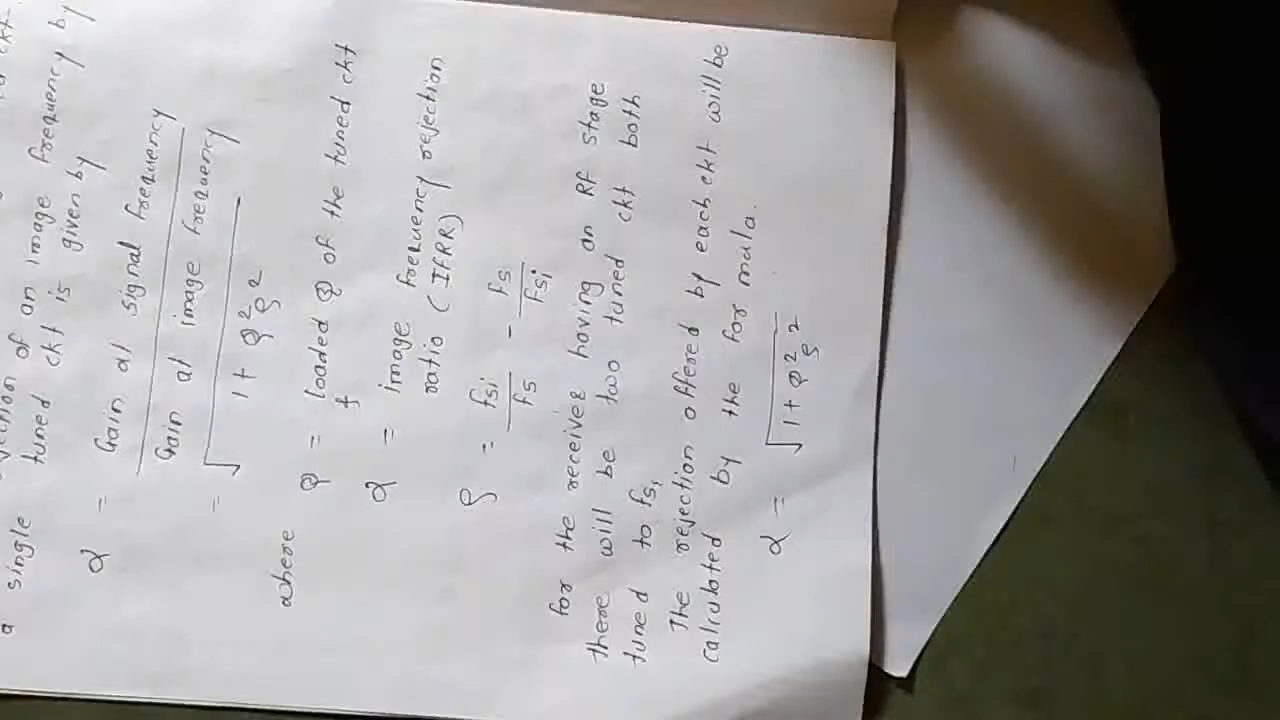 a single
tuned ckt is given by
of an image frequency by
α = Gain at signal frequency
Gain at image frequency
= √1 + Q²ρ²
where Q = loaded Q of the tuned ckt
α = image frequency rejection
ratio (IFRR)
ρ = fsi/fs - fs/fsi
for the receiver having an RF stage
there will be two tuned ckt both
tuned to fs,
The rejection offered by each ckt will be
calculated by the formula.
α = √1 + Q²ρ²